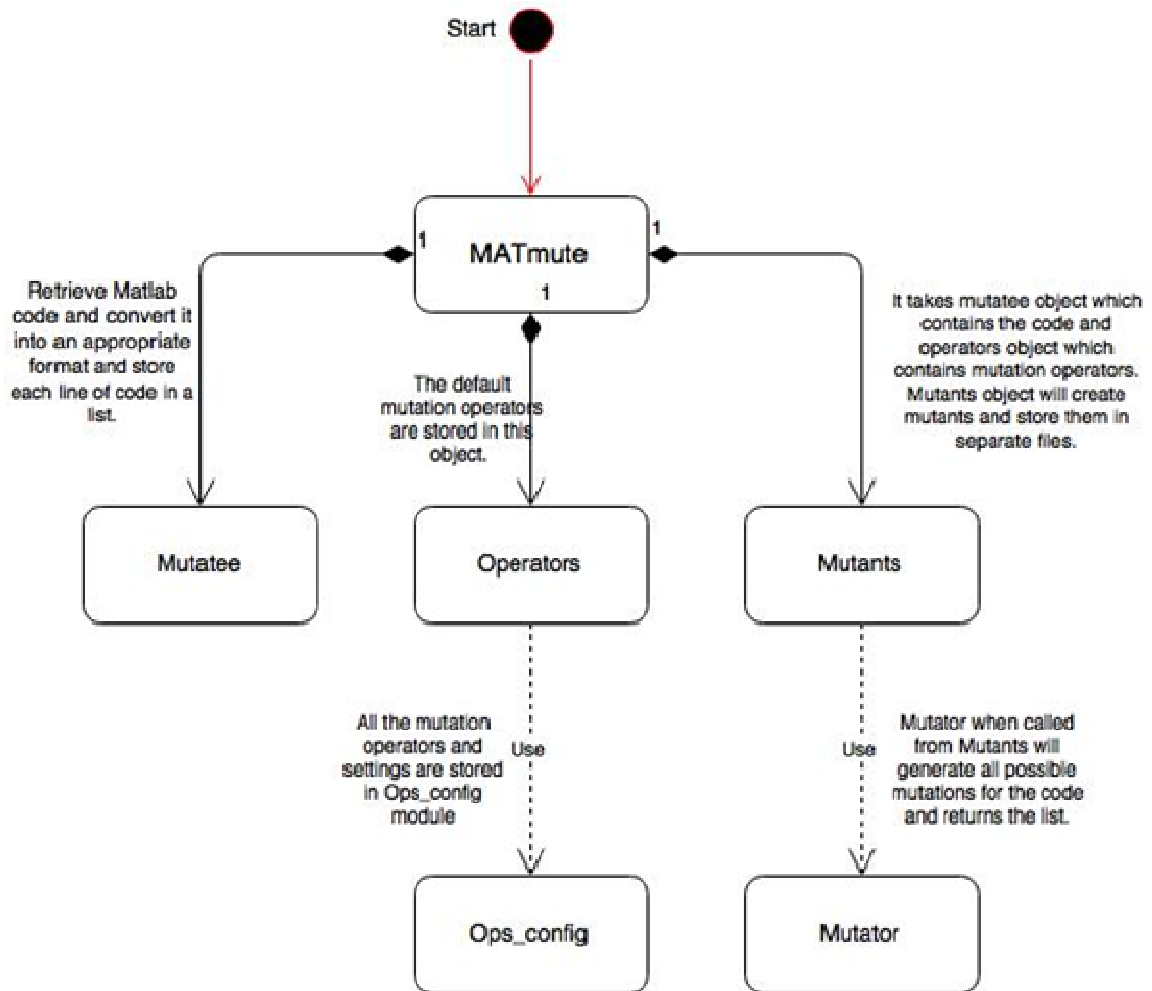 Start
1
MATmute
1
1
Retrieve Matlab
code and convert it
into an appropriate
format and store
each line of code in a
list.
The default
mutation operators
are stored in this
object.
It takes mutatee object which
contains the code and
operators object which
contains mutation operators.
Mutants object will create
mutants and store them in
separate files.
Mutatee
Operators
Mutants
All the mutation
operators and
settings are stored
in Ops_config
module
Use
Use
Mutator when called
from Mutants will
generate all possible
mutations for the code
and returns the list.
Ops_config
Mutator